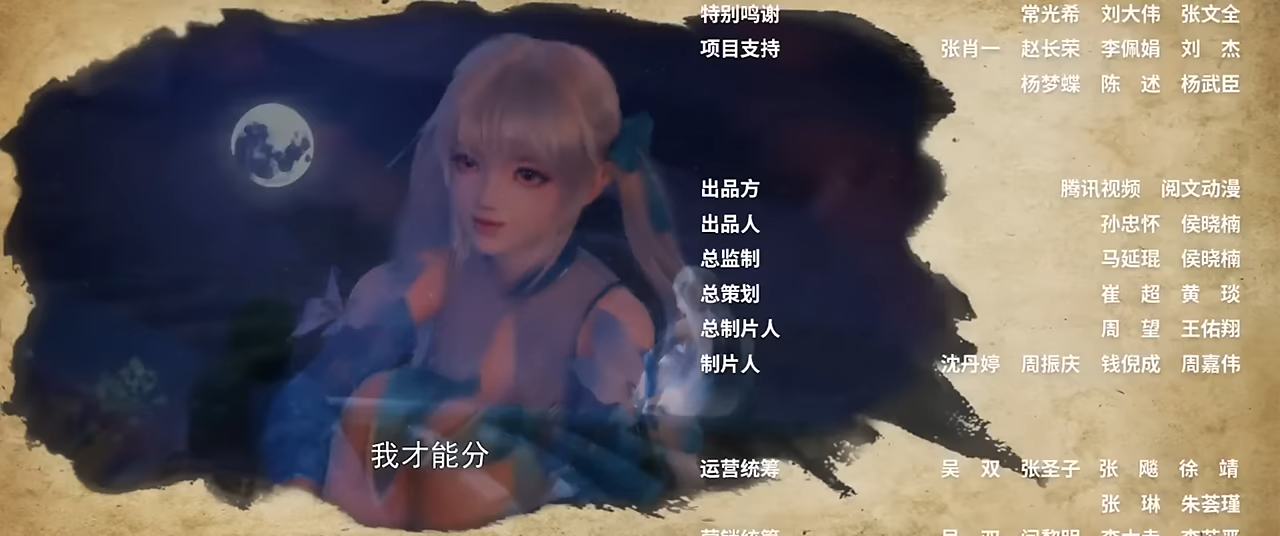 特别鸣谢 常光希 刘大伟 张文全
项目支持 张肖一 赵长荣 李佩娟 刘 杰
杨梦蝶 陈 述 杨武臣
出品方 腾讯视频 阅文动漫
出品人 孙忠怀 侯晓楠
总监制 马延琨 侯晓楠
总策划 崔 超 黄 琰
总制片人 周 望 王佑翔
制片人 沈丹婷 周振庆 钱倪成 周嘉伟
我才能分
运营统筹 吴 双 张圣子 张 飚 徐 靖
张 琳 朱荟瑾